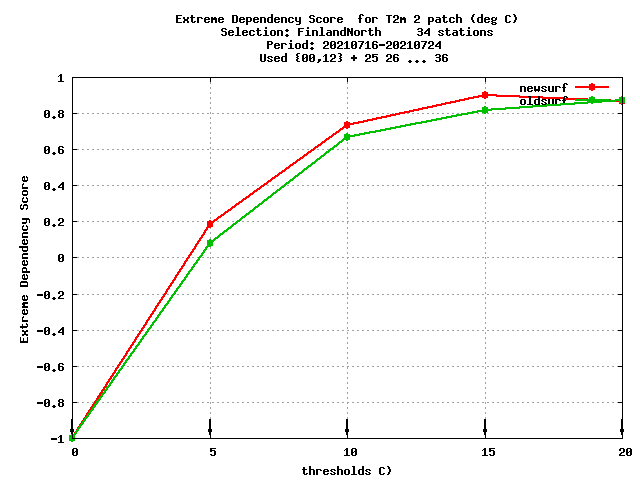 Extreme Dependency Score  for T2m 2 patch (deg C)
Selection: FinlandNorth     34 stations
Period: 20210716-20210724
Used {00,12} + 25 26 ... 36
newsurf
oldsurf
1
0.8
0.6
0.4
0.2
0
-0.2
-0.4
-0.6
-0.8
-1
Extreme Dependency Score
0 5 10 15 20
thresholds C)